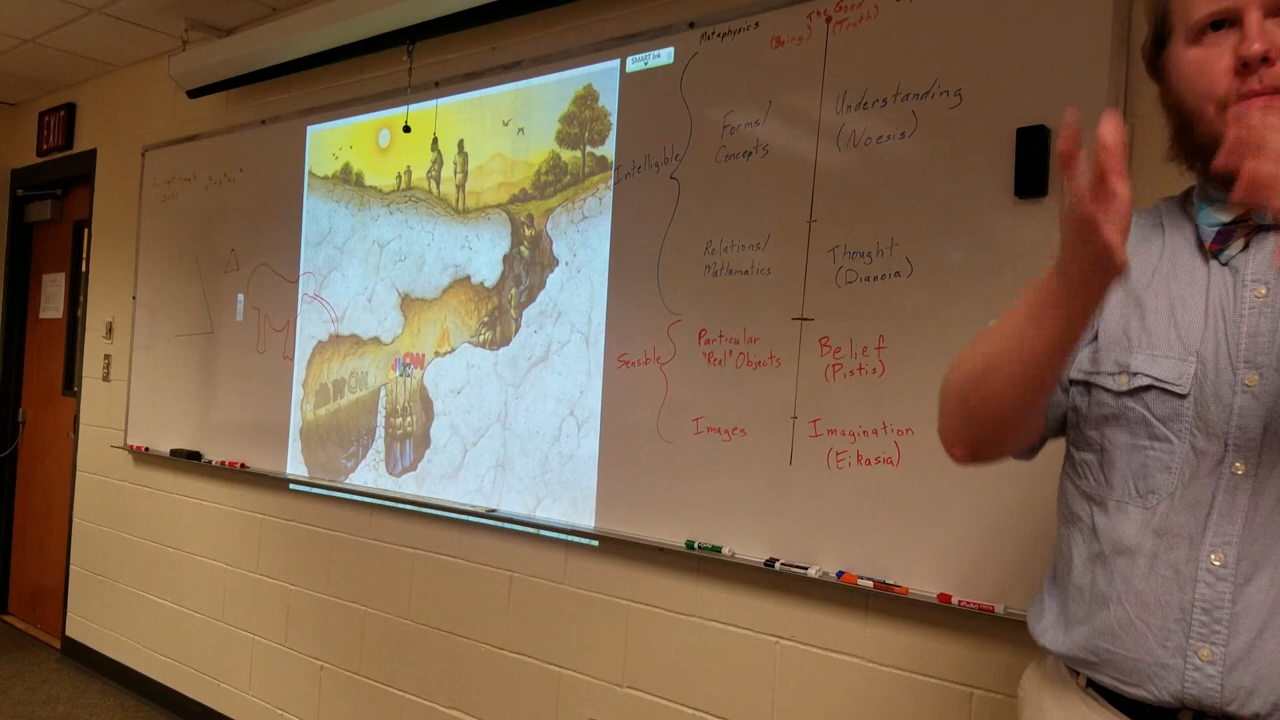 EXIT
SMART Ink
CNN
Metaphysics
The Good
(Being)
(Truth)
Intelligible
Forms/
Concepts
Understanding
(Noesis)
Relations/
Mathematics
Thought
(Dianoia)
Sensible
Particular
"Real" Objects
Belief
(Pistis)
Images
Imagination
(Eikasia)